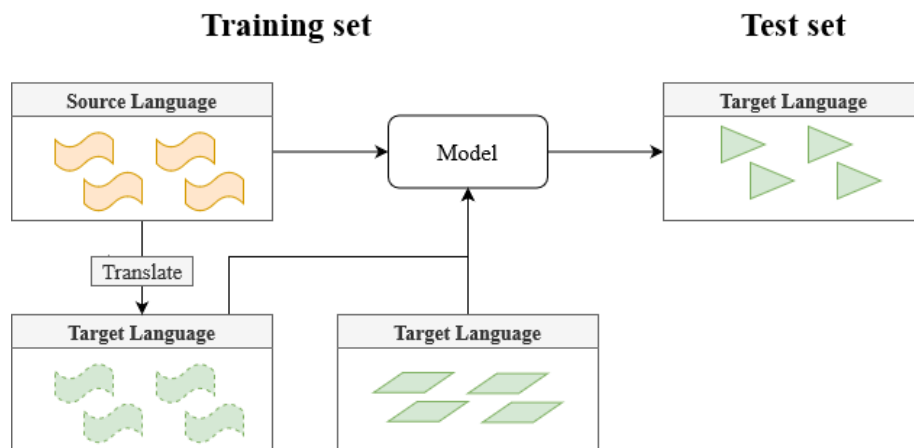 Training set
Test set
Source Language
Target Language
Model
Translate
Target Language
Target Language